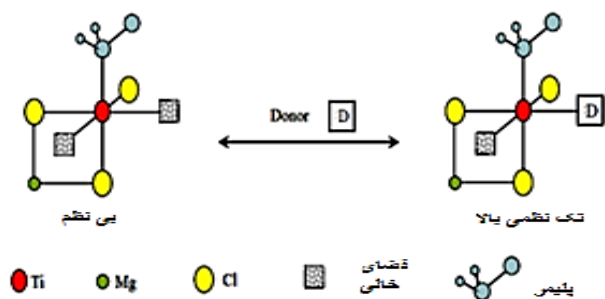 Donor D
D
بی نظم
تک نظمی بالا
Ti
Mg
Cl
فضای خالی
پلیمر